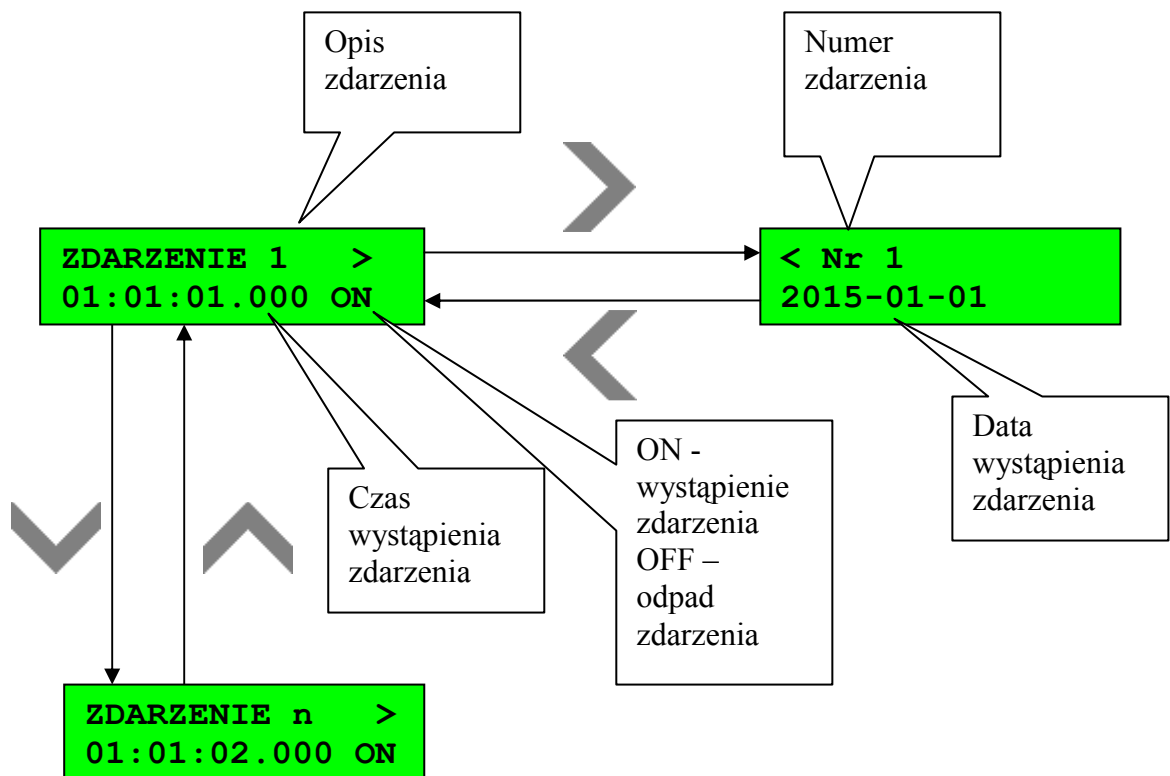 Opis
zdarzenia
Numer
zdarzenia
ZDARZENIE 1 >
01:01:01.000 ON
< Nr 1
2015-01-01
Czas
wystąpienia
zdarzenia
ON -
wystąpienie
zdarzenia
OFF –
odpad
zdarzenia
Data
wystąpienia
zdarzenia
ZDARZENIE n >
01:01:02.000 ON